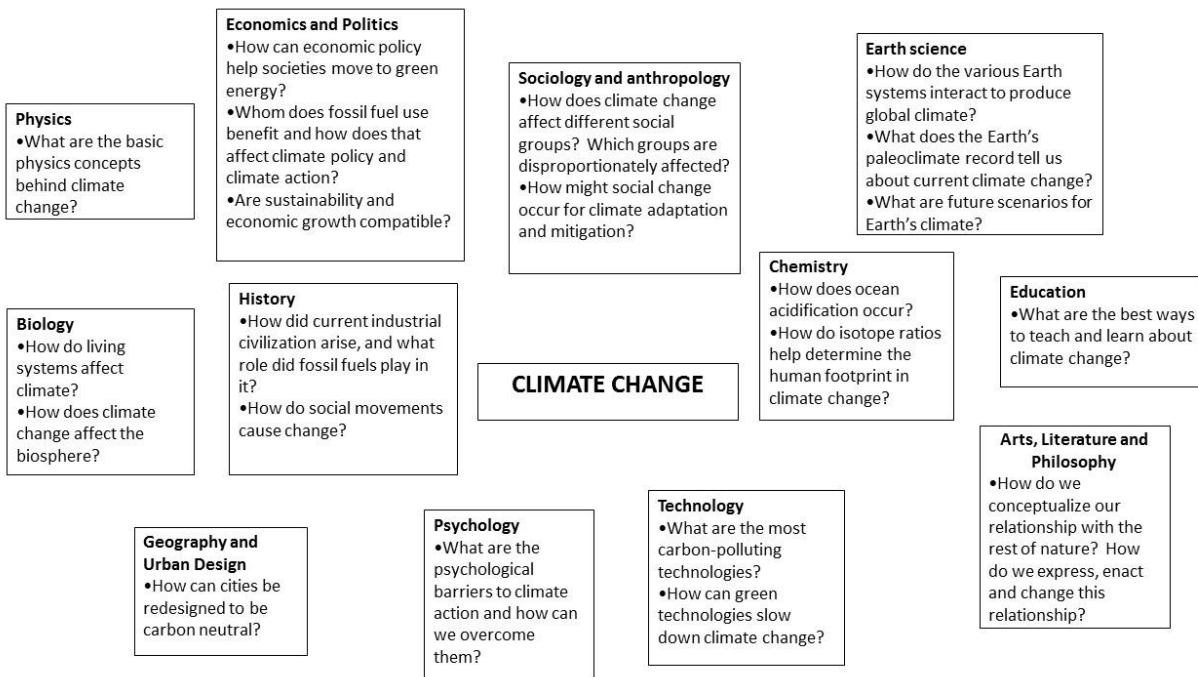 Economics and Politics
•How can economic policy
help societies move to green
energy?
•Whom does fossil fuel use
benefit and how does that
affect climate policy and
climate action?
•Are sustainability and
economic growth compatible?
Sociology and anthropology
•How does climate change
affect different social
groups? Which groups are
disproportionately affected?
•How might social change
occur for climate adaptation
and mitigation?
Earth science
•How do the various Earth
systems interact to produce
global climate?
•What does the Earth's
paleoclimate record tell us
about current climate change?
•What are future scenarios for
Earth's climate?
Physics
•What are the basic
physics concepts
behind climate
change?
Biology
•How do living
systems affect
climate?
•How does climate
change affect the
biosphere?
History
•How did current industrial
civilization arise, and what
role did fossil fuels play in
it?
•How do social movements
cause change?
CLIMATE CHANGE
Chemistry
•How does ocean
acidification occur?
•How do isotope ratios
help determine the
human footprint in
climate change?
Education
•What are the best ways
to teach and learn about
climate change?
Arts, Literature and
Philosophy
•How do we
conceptualize our
relationship with the
rest of nature? How
do we express, enact
and change this
relationship?
Geography and
Urban Design
•How can cities be
redesigned to be
carbon neutral?
Psychology
•What are the
psychological
barriers to climate
action and how can
we overcome
them?
Technology
•What are the most
carbon-polluting
technologies?
•How can green
technologies slow
down climate change?